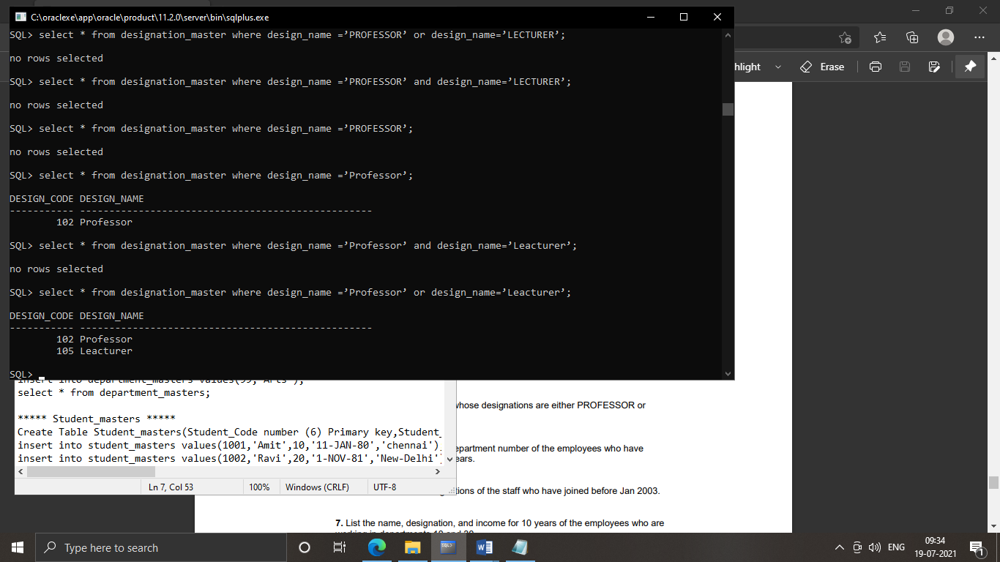 C:\oraclexe\app\oracle\product\11.2.0\server\bin\sqlplus.exe
SQL> select * from designation_master where design_name =’PROFESSOR’ or design_name=’LECTURER’;
no rows selected
SQL> select * from designation_master where design_name =’PROFESSOR’ and design_name=’LECTURER’;
no rows selected
SQL> select * from designation_master where design_name =’PROFESSOR’;
no rows selected
SQL> select * from designation_master where design_name =’Professor’;
DESIGN_CODE DESIGN_NAME
----------- --------------------------------------------------
102 Professor
SQL> select * from designation_master where design_name =’Professor’ and design_name=’Leacturer’;
no rows selected
SQL> select * from designation_master where design_name =’Professor’ or design_name=’Leacturer’;
DESIGN_CODE DESIGN_NAME
----------- --------------------------------------------------
102 Professor
105 Leacturer
SQL>
hlight Erase
insert into department_masters values(99,'Arts');
select * from department_masters;
***** Student_masters *****
Create Table Student_masters(Student_Code number (6) Primary key,Student_
insert into student_masters values(1001,'Amit',10,'11-JAN-80','chennai')
insert into student_masters values(1002,'Ravi',20,'1-NOV-81','New-Delhi'
Ln 7, Col 53 100% Windows (CRLF) UTF-8
whose designations are either PROFESSOR or
epartment number of the employees who have
ears.
tions of the staff who have joined before Jan 2003.
7. List the name, designation, and income for 10 years of the employees who are
working in departments 10 and 30
Type here to search
SQL>
ENG
09:34
19-07-2021
1